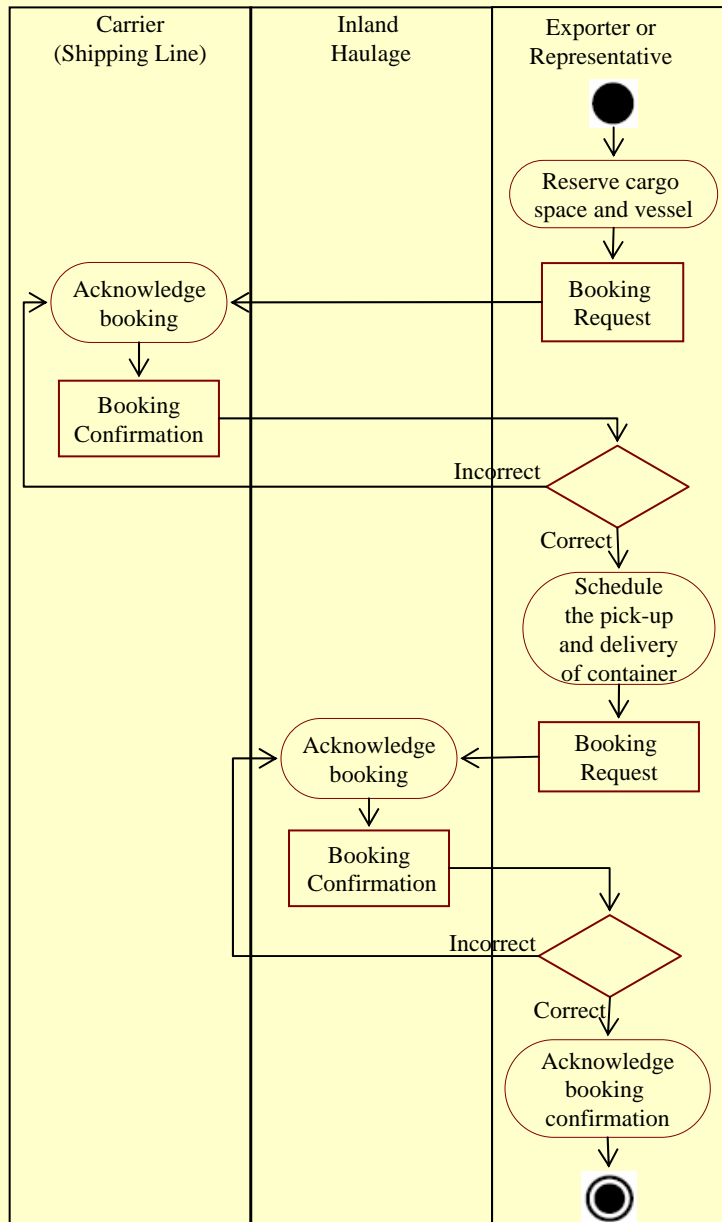 Carrier
(Shipping Line)
Inland
Haulage
Exporter or
Representative
Reserve cargo
space and vessel
Booking
Request
Acknowledge
booking
Booking
Confirmation
Incorrect
Correct
Schedule
the pick-up
and delivery
of container
Booking
Request
Acknowledge
booking
Booking
Confirmation
Incorrect
Correct
Acknowledge
booking
confirmation